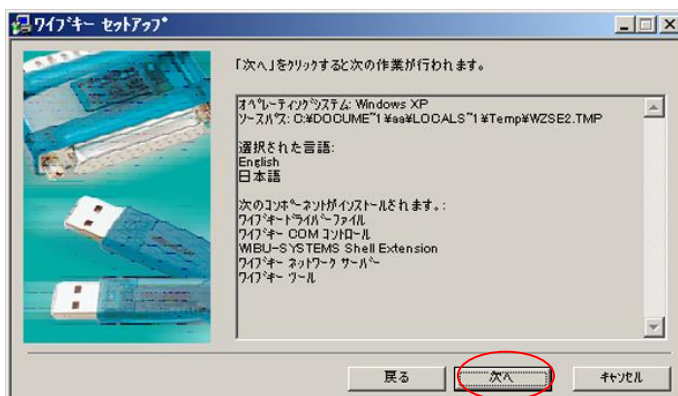 ワイブキー セットアップ
「次へ」をクリックすると次の作業が行われます。
オペレーティングシステム: Windows XP
ソースパス: C:¥DOCUME~1¥aa¥LOCALS~1¥Temp¥WZSE2.TMP
選択された言語:
English
日本語
次のコンポーネントがインストールされます。:
ワイブキードライバーファイル
ワイブキー COM コントロール
WIBU-SYSTEMS Shell Extension
ワイブキー ネットワーク サーバー
ワイブキー ツール
戻る
次へ
キャンセル